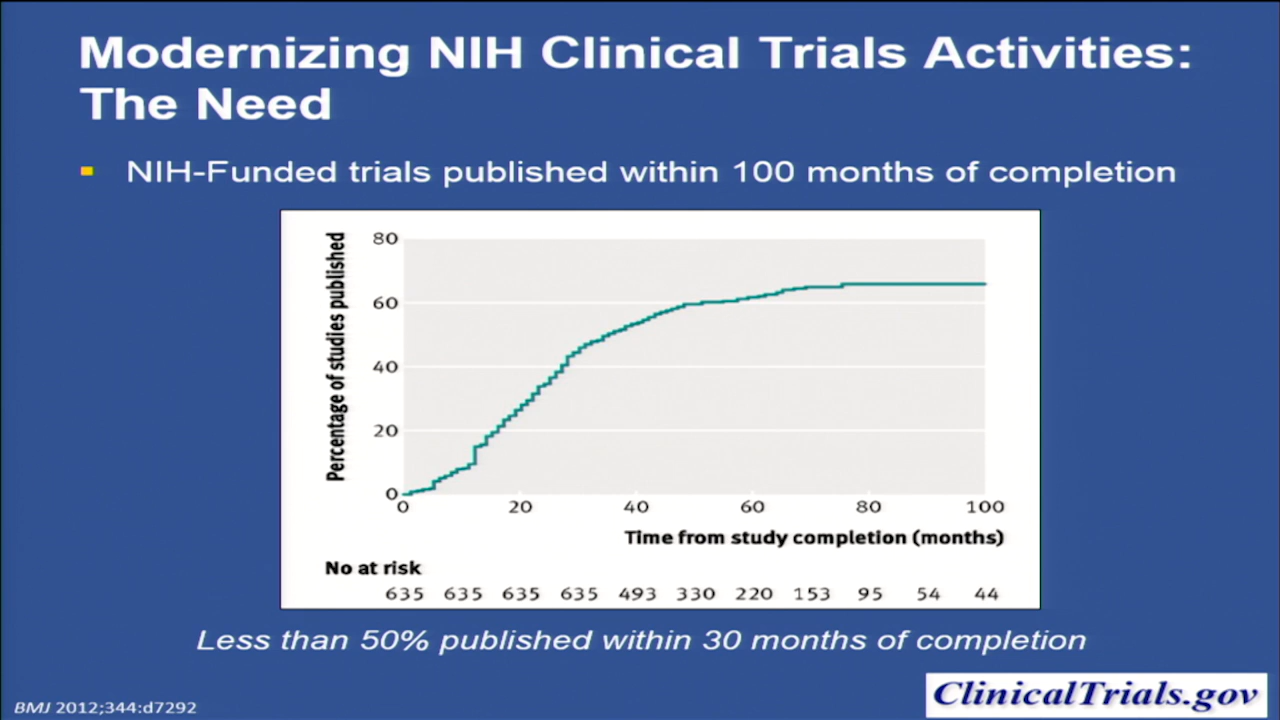 Modernizing NIH Clinical Trials Activities:
The Need
NIH-Funded trials published within 100 months of completion
Percentage of studies published
80
60
40
20
0
0 20 40 60 80 100
Time from study completion (months)
No at risk
635 635 635 635 493 330 220 153 95 54 44
Less than 50% published within 30 months of completion
BMJ 2012;344:d7292
ClinicalTrials.gov